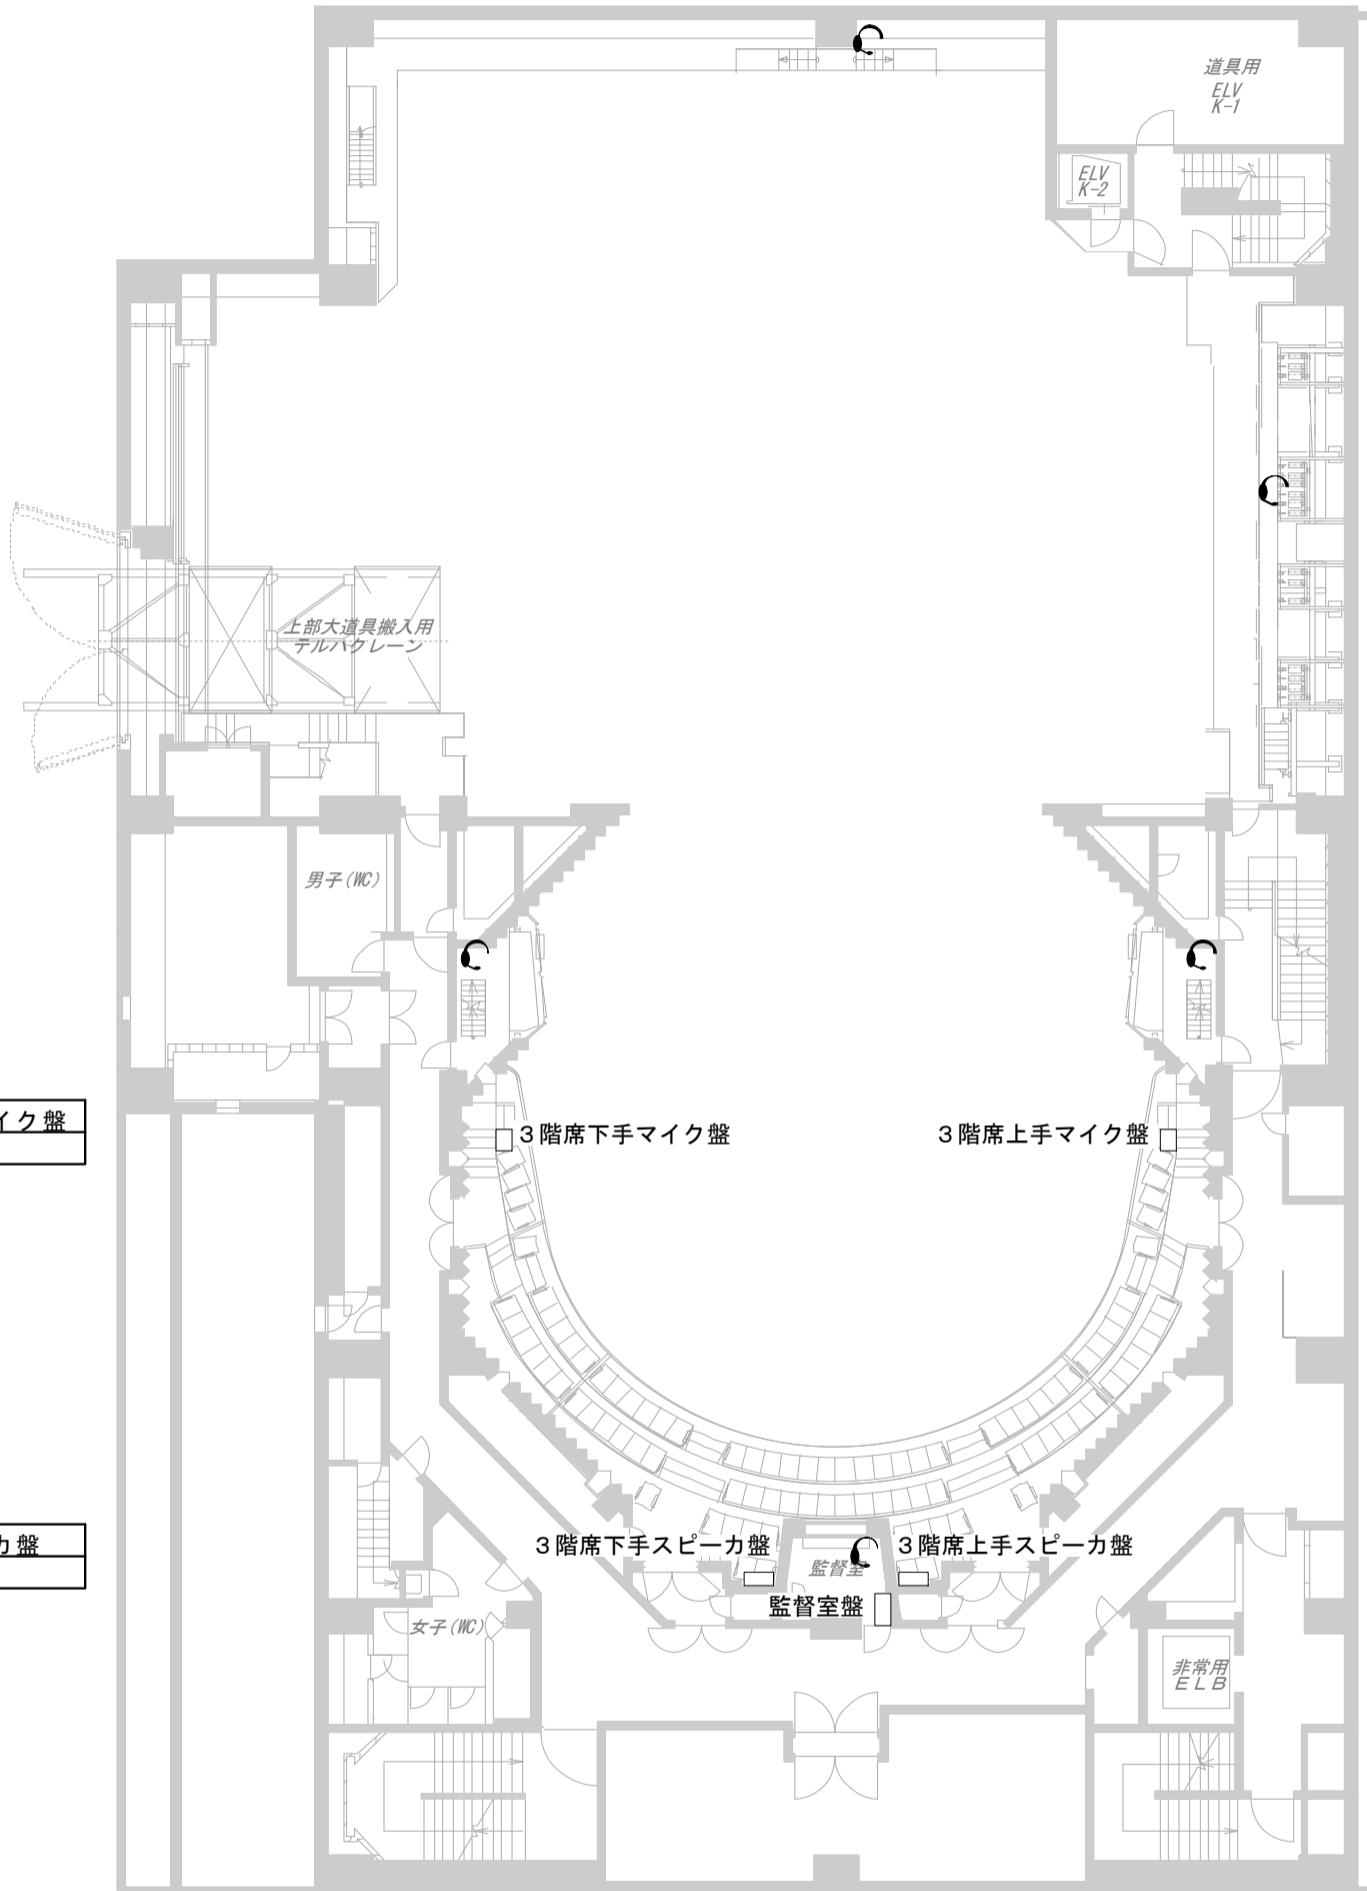 道具用
ELV
K-1
ELV
K-2
上部大道具搬入用
テルハクレーン
男子(WC)
イク盤
3階席下手マイク盤
3階席上手マイク盤
カ盤
3階席下手スピーカ盤
3階席上手スピーカ盤
監督室
監督室盤
女子(WC)
非常用
ELB